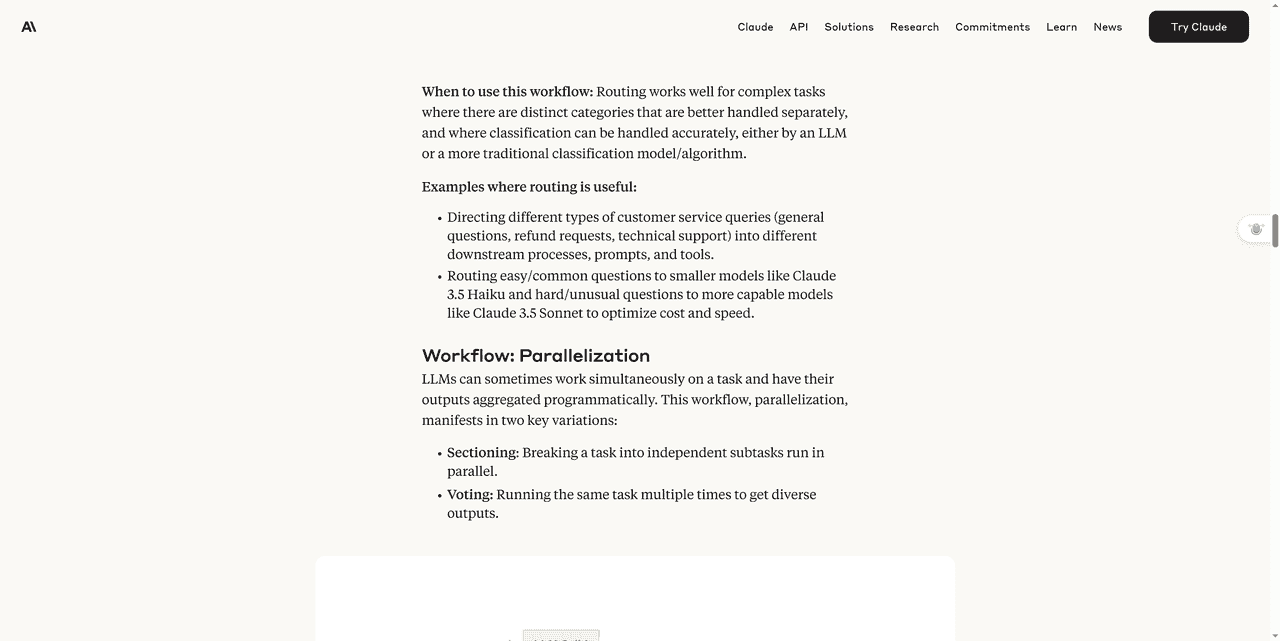 Claude API Solutions Research Commitments Learn News Try Claude
When to use this workflow: Routing works well for complex tasks
where there are distinct categories that are better handled separately,
and where classification can be handled accurately, either by an LLM
or a more traditional classification model/algorithm.
Examples where routing is useful:
• Directing different types of customer service queries (general
questions, refund requests, technical support) into different
downstream processes, prompts, and tools.
• Routing easy/common questions to smaller models like Claude
3.5 Haiku and hard/unusual questions to more capable models
like Claude 3.5 Sonnet to optimize cost and speed.
Workflow: Parallelization
LLMs can sometimes work simultaneously on a task and have their
outputs aggregated programmatically. This workflow, parallelization,
manifests in two key variations:
• Sectioning: Breaking a task into independent subtasks run in
parallel.
• Voting: Running the same task multiple times to get diverse
outputs.